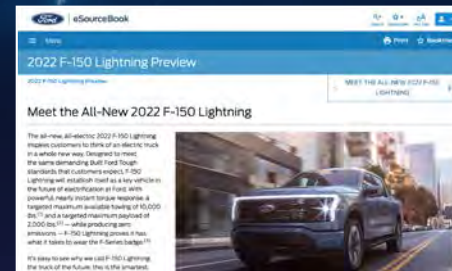 Ford eSourceBook
Menu
Print Bookmark
2022 F-150 Lightning Preview
2022 F-150 Lightning Preview
MEET THE ALL-NEW 2022 F-150
LIGHTNING
Meet the All-New 2022 F-150 Lightning
The all-new, all-electric 2022 F-150 Lightning
inspires customers to think of an electric truck
in a whole new way. Designed to meet
the same demanding Built Ford Tough
standards that customers expect, F-150
Lightning will establish itself as a key vehicle in
the future of electrification at Ford. With
powerful, nearly instant torque response, a
targeted maximum available towing of 10,000
lbs.[1] and a targeted maximum payload of
2,000 lbs.[2] — while producing zero
emissions — F-150 Lightning proves it has
what it takes to wear the F-Series badge.[3]
It's easy to see why we call F-150 Lightning
the truck of the future; this is the smartest,